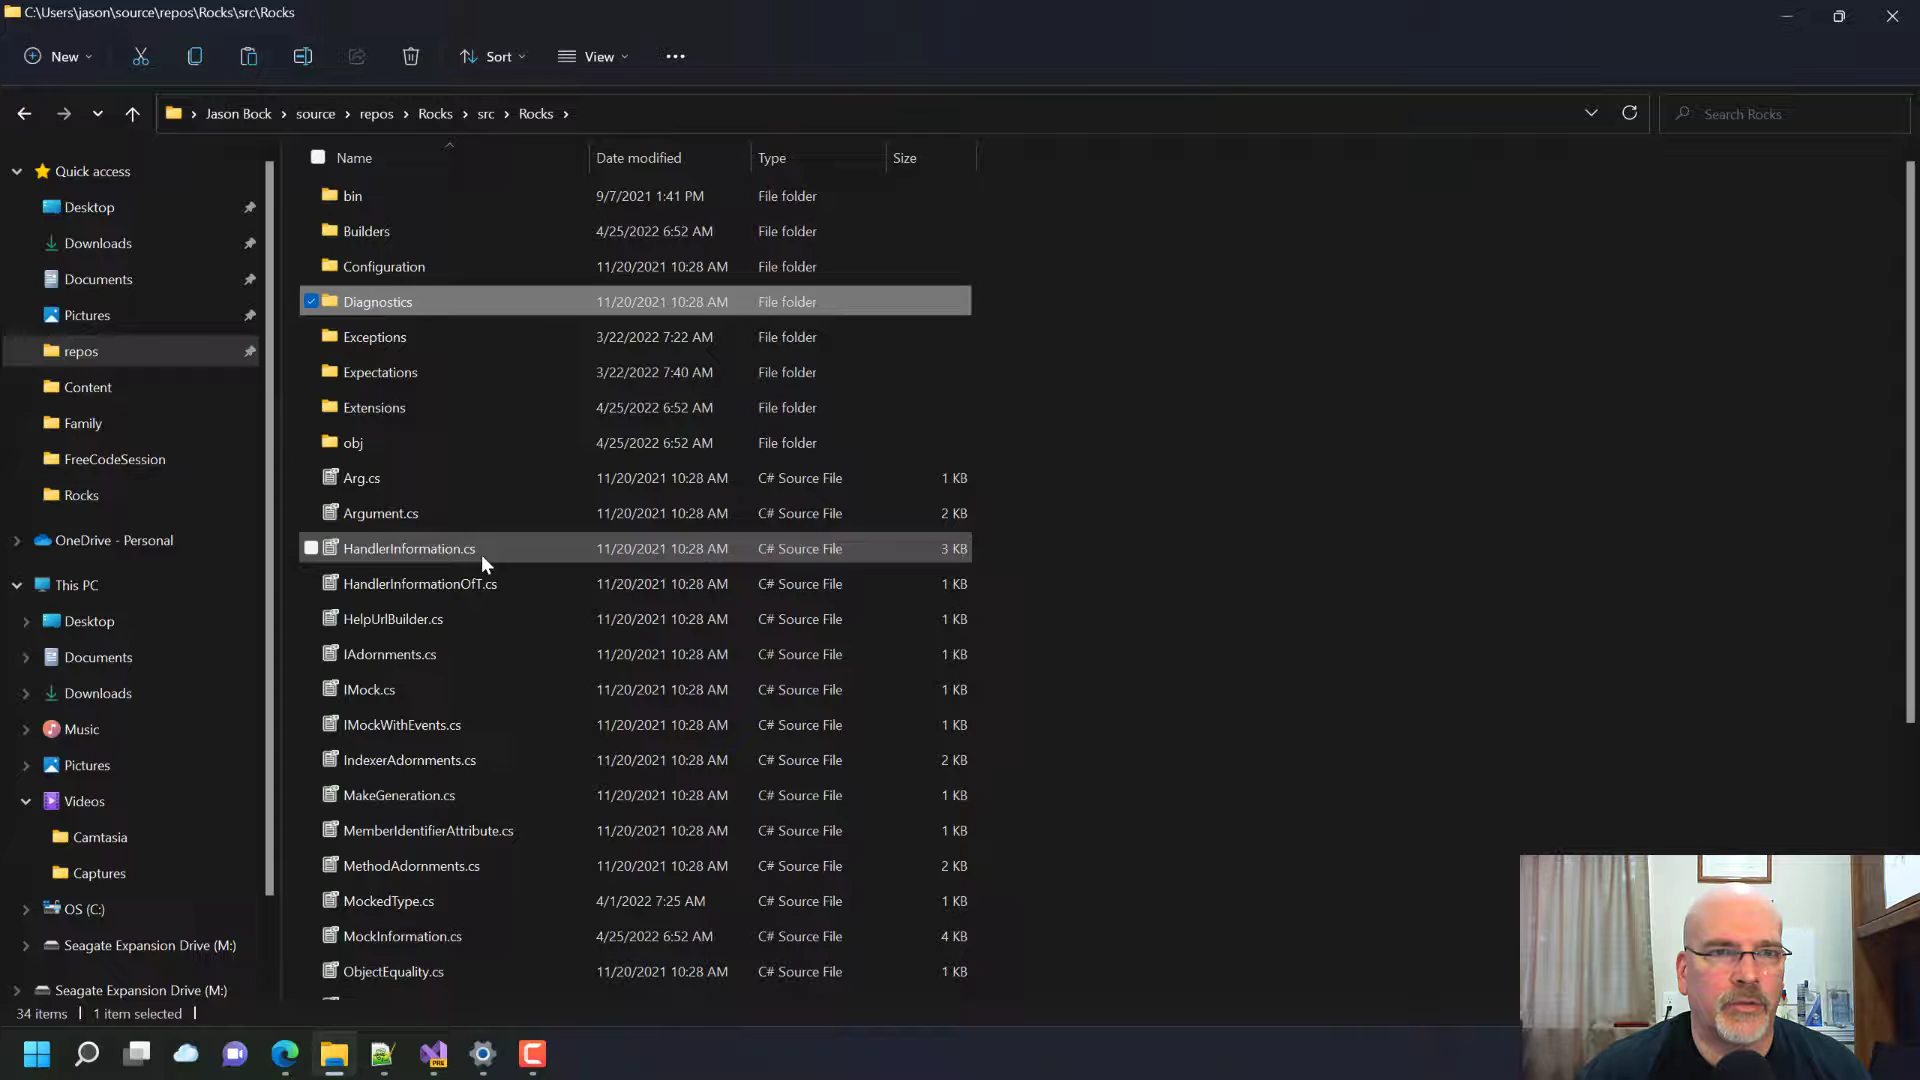 C:\Users\jason\source\repos\Rocks\src\Rocks
New
Sort
View
Jason Bock
source
repos
Rocks
src
Rocks
Search Rocks
Quick access
Desktop
Downloads
Documents
Pictures
repos
Content
Family
FreeCodeSession
Rocks
OneDrive - Personal
This PC
Desktop
Documents
Downloads
Music
Pictures
Videos
Camtasia
Captures
OS (C:)
Seagate Expansion Drive (M:)
Seagate Expansion Drive (M:)
Name Date modified Type Size
bin 9/7/2021 1:41 PM File folder
Builders 4/25/2022 6:52 AM File folder
Configuration 11/20/2021 10:28 AM File folder
Diagnostics 11/20/2021 10:28 AM File folder
Exceptions 3/22/2022 7:22 AM File folder
Expectations 3/22/2022 7:40 AM File folder
Extensions 4/25/2022 6:52 AM File folder
obj 4/25/2022 6:52 AM File folder
Arg.cs 11/20/2021 10:28 AM C# Source File 1 KB
Argument.cs 11/20/2021 10:28 AM C# Source File 2 KB
HandlerInformation.cs 11/20/2021 10:28 AM C# Source File 3 KB
HandlerInformationOfT.cs 11/20/2021 10:28 AM C# Source File 1 KB
HelpUrlBuilder.cs 11/20/2021 10:28 AM C# Source File 1 KB
IAdornments.cs 11/20/2021 10:28 AM C# Source File 1 KB
IMock.cs 11/20/2021 10:28 AM C# Source File 1 KB
IMockWithEvents.cs 11/20/2021 10:28 AM C# Source File 1 KB
IndexerAdornments.cs 11/20/2021 10:28 AM C# Source File 2 KB
MakeGeneration.cs 11/20/2021 10:28 AM C# Source File 1 KB
MemberIdentifierAttribute.cs 11/20/2021 10:28 AM C# Source File 1 KB
MethodAdornments.cs 11/20/2021 10:28 AM C# Source File 2 KB
MockedType.cs 4/1/2022 7:25 AM C# Source File 1 KB
MockInformation.cs 4/25/2022 6:52 AM C# Source File 4 KB
ObjectEquality.cs 11/20/2021 10:28 AM C# Source File 1 KB
34 items
1 item selected
PRE